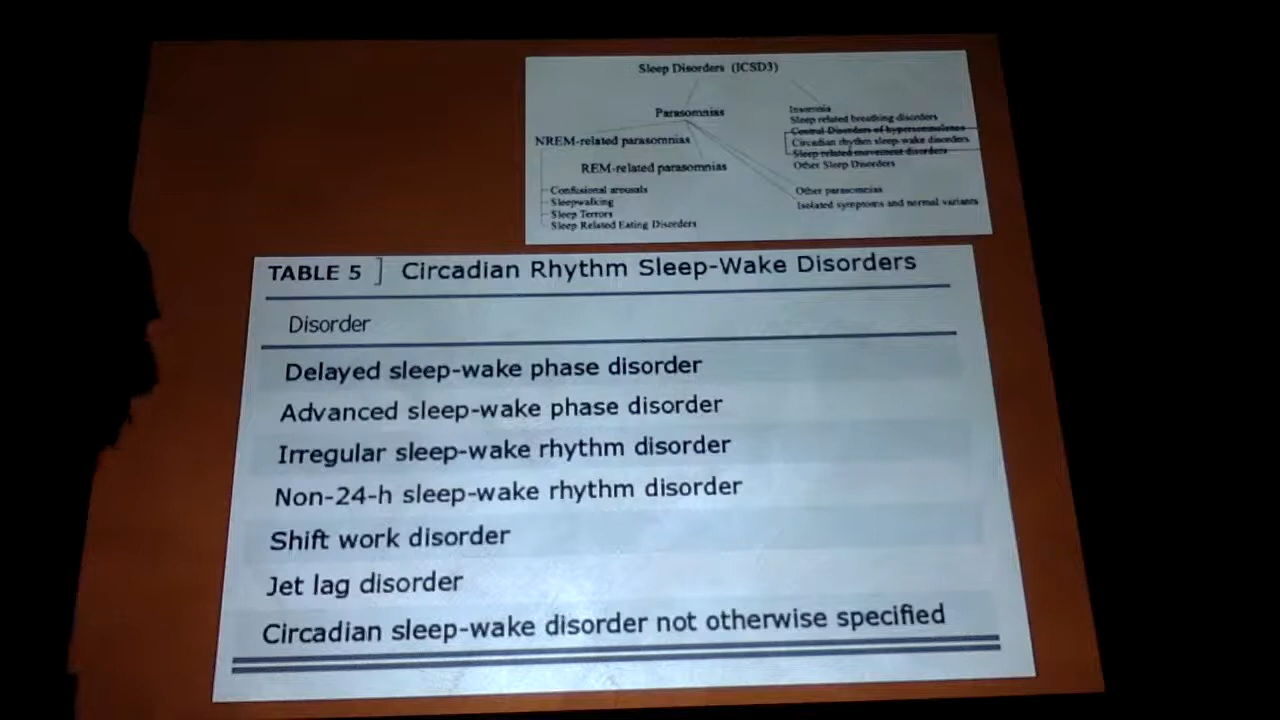 Sleep Disorders (ICSD3)
Parasomnias
NREM-related parasomnias
REM-related parasomnias
Confusional arousals
Sleepwalking
Sleep Terrors
Sleep Related Eating Disorders
Insomnia
Sleep related breathing disorders
Central Disorders of hypersomnolence
Circadian rhythm sleep-wake disorders
Sleep related movement disorders
Other Sleep Disorders
Other parasomnias
Isolated symptoms and normal variants
TABLE 5 ] Circadian Rhythm Sleep-Wake Disorders
Disorder
Delayed sleep-wake phase disorder
Advanced sleep-wake phase disorder
Irregular sleep-wake rhythm disorder
Non-24-h sleep-wake rhythm disorder
Shift work disorder
Jet lag disorder
Circadian sleep-wake disorder not otherwise specified